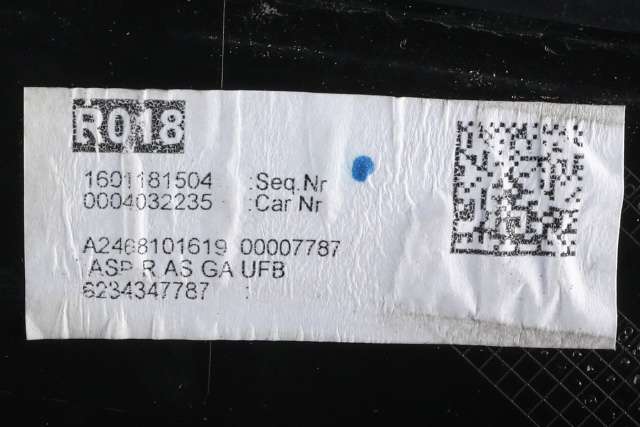 R018
1601181504 :Seq.Nr
0004032235 :Car Nr
A2468101619 00007787
ASP R AS GA UFB
6234347787 :